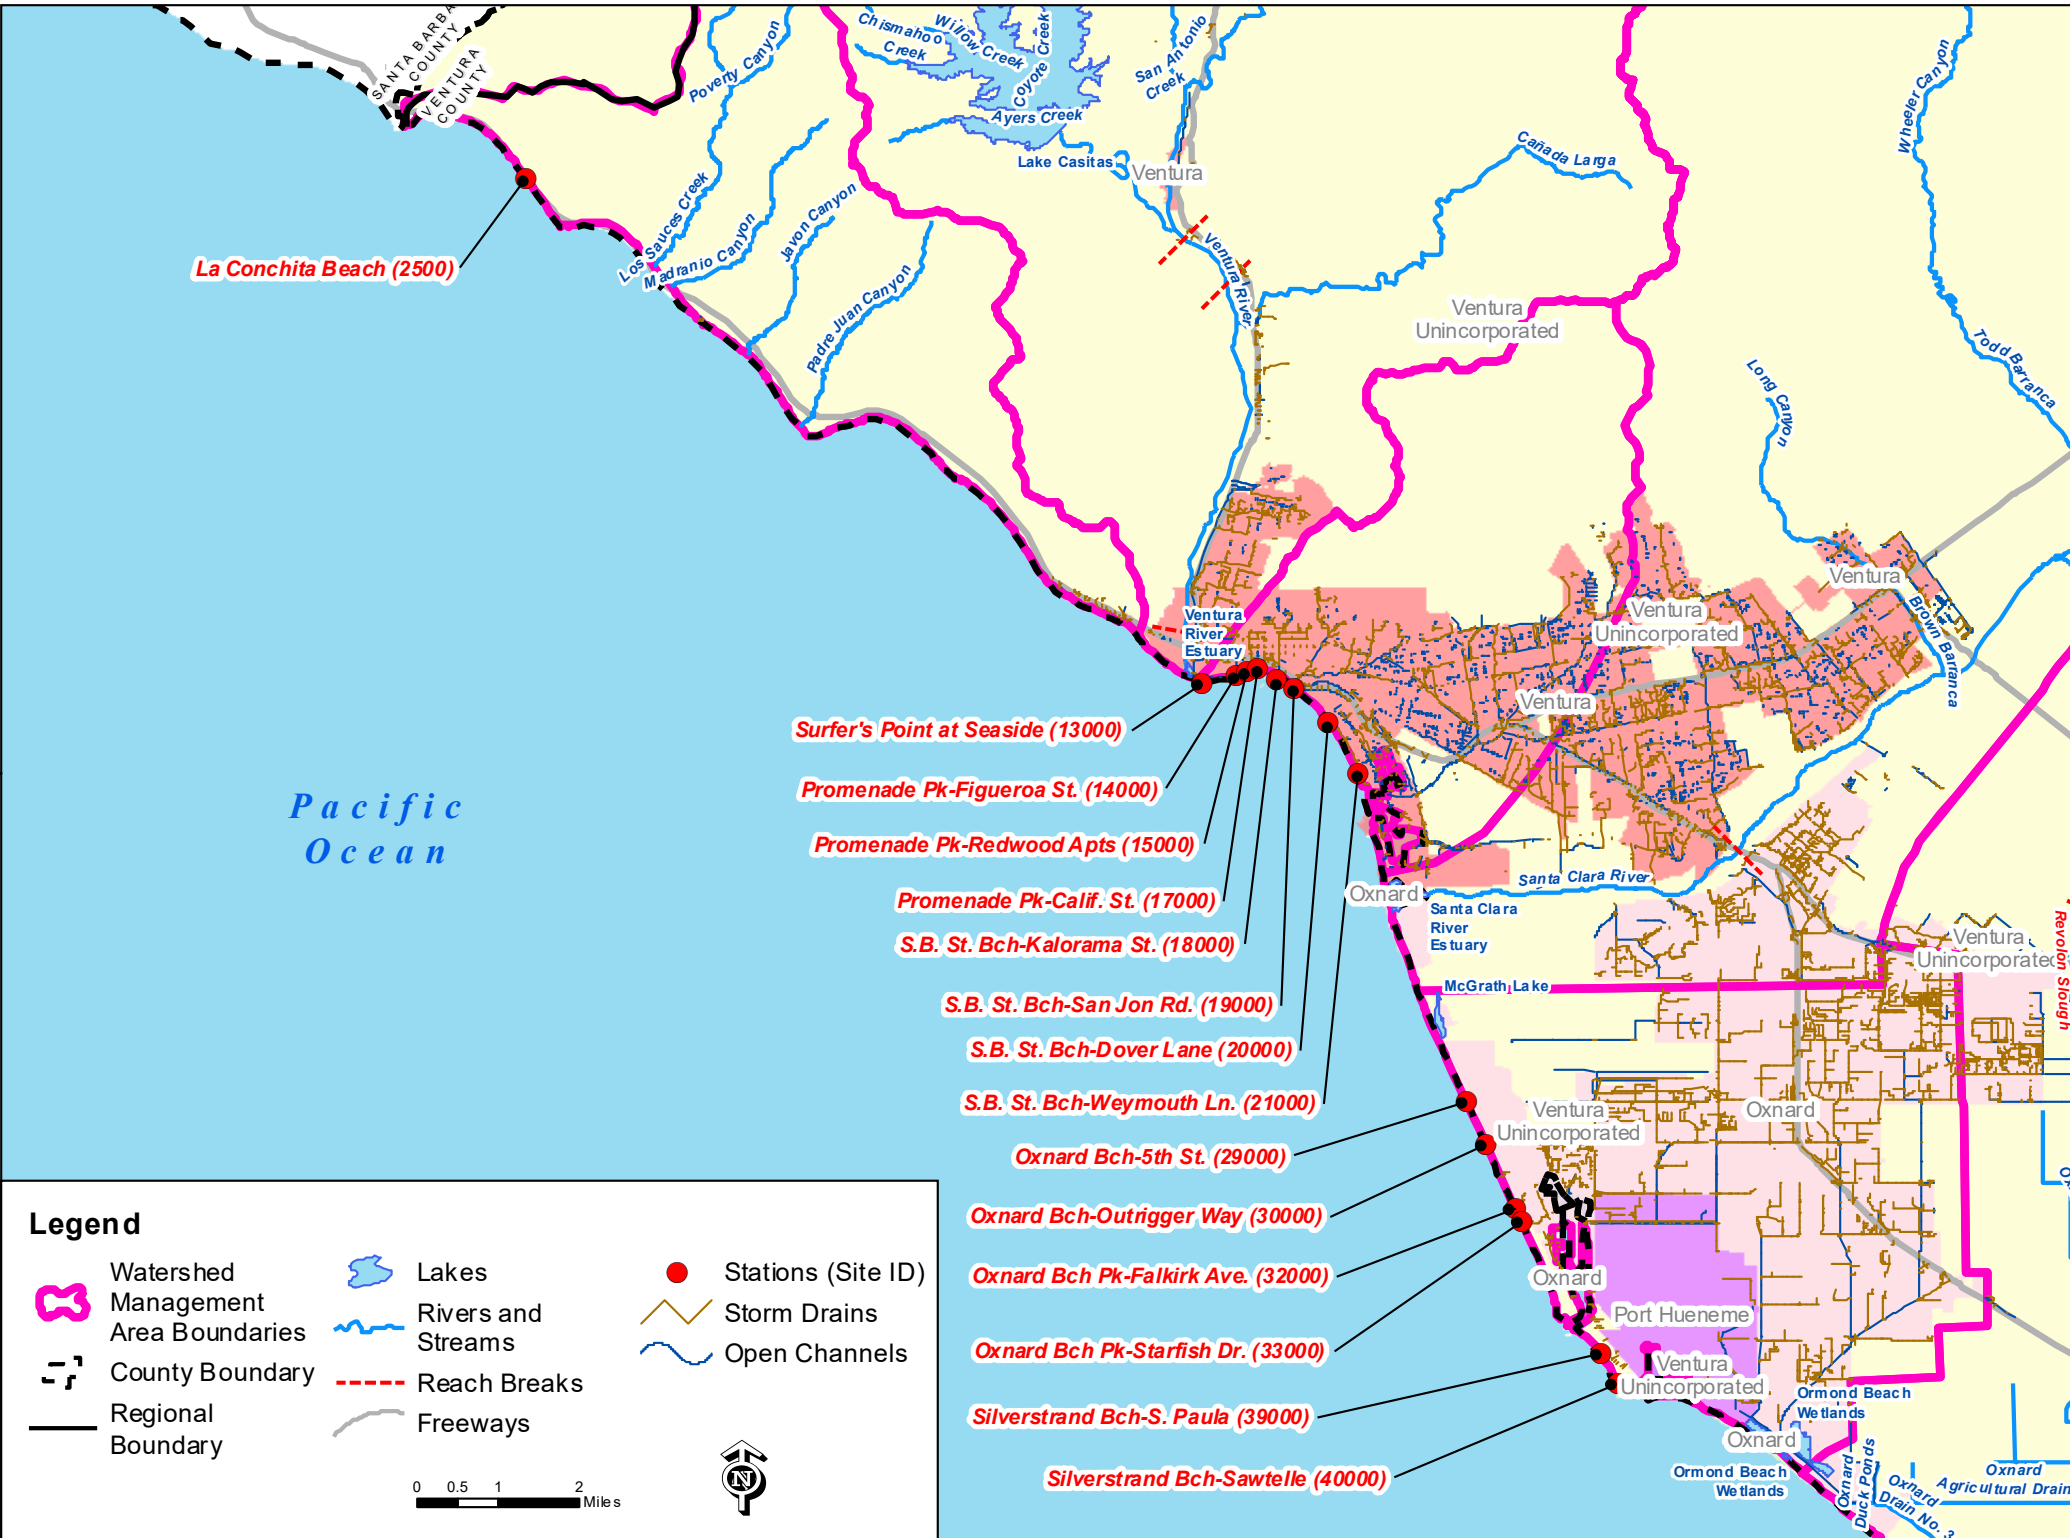 SANTA BARBA
COUNTY
VENTURA
COUNTY
Poverty Canyon
Chismahoo
Creek
Willow Creek
Coyote Creek
Ayers Creek
San Antonio
Creek
Lake Casitas
Ventura
Cañada Larga
Wheeler Canyon
La Conchita Beach (2500)
Los Sauces Creek
Madranio Canyon
Javon Canyon
Padre Juan Canyon
Ventura River
Ventura
Unincorporated
Todd Barranca
Long Canyon
Ventura
Brown Barranca
Ventura
River
Estuary
Ventura
Unincorporated
Ventura
Surfer's Point at Seaside (13000)
Promenade Pk-Figueroa St. (14000)
Promenade Pk-Redwood Apts (15000)
Promenade Pk-Calif. St. (17000)
S.B. St. Bch-Kalorama St. (18000)
S.B. St. Bch-San Jon Rd. (19000)
S.B. St. Bch-Dover Lane (20000)
S.B. St. Bch-Weymouth Ln. (21000)
Oxnard Bch-5th St. (29000)
Oxnard Bch-Outrigger Way (30000)
Oxnard Bch Pk-Falkirk Ave. (32000)
Oxnard Bch Pk-Starfish Dr. (33000)
Silverstrand Bch-S. Paula (39000)
Silverstrand Bch-Sawtelle (40000)
Pacific
Ocean
Oxnard
Santa Clara River
Santa Clara
River
Estuary
McGrath Lake
Ventura
Unincorporated
Revolon Slough
Ventura
Unincorporated
Oxnard
Oxnard
Port Hueneme
Ventura
Unincorporated
Ormond Beach
Wetlands
Oxnard
Ormond Beach
Wetlands
Oxnard
Duck Ponds
Oxnard
Drain No. 3
Oxnard
Agricultural Drain
Legend
Watershed
Management
Area Boundaries
County Boundary
Regional
Boundary
Lakes
Rivers and
Streams
Reach Breaks
Freeways
Stations (Site ID)
Storm Drains
Open Channels
0 0.5 1 2
Miles
N